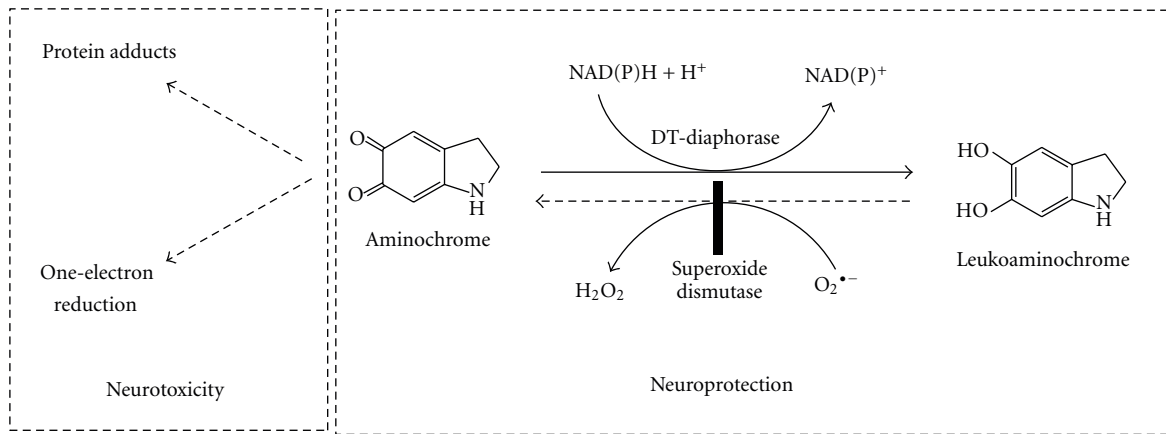 Protein adducts
One-electron
reduction
Neurotoxicity
NAD(P)H + H⁺
NAD(P)⁺
DT-diaphorase
O
O
N
H
Aminochrome
HO
HO
N
H
Leukoaminochrome
H₂O₂
Superoxide
dismutase
O₂•−
Neuroprotection